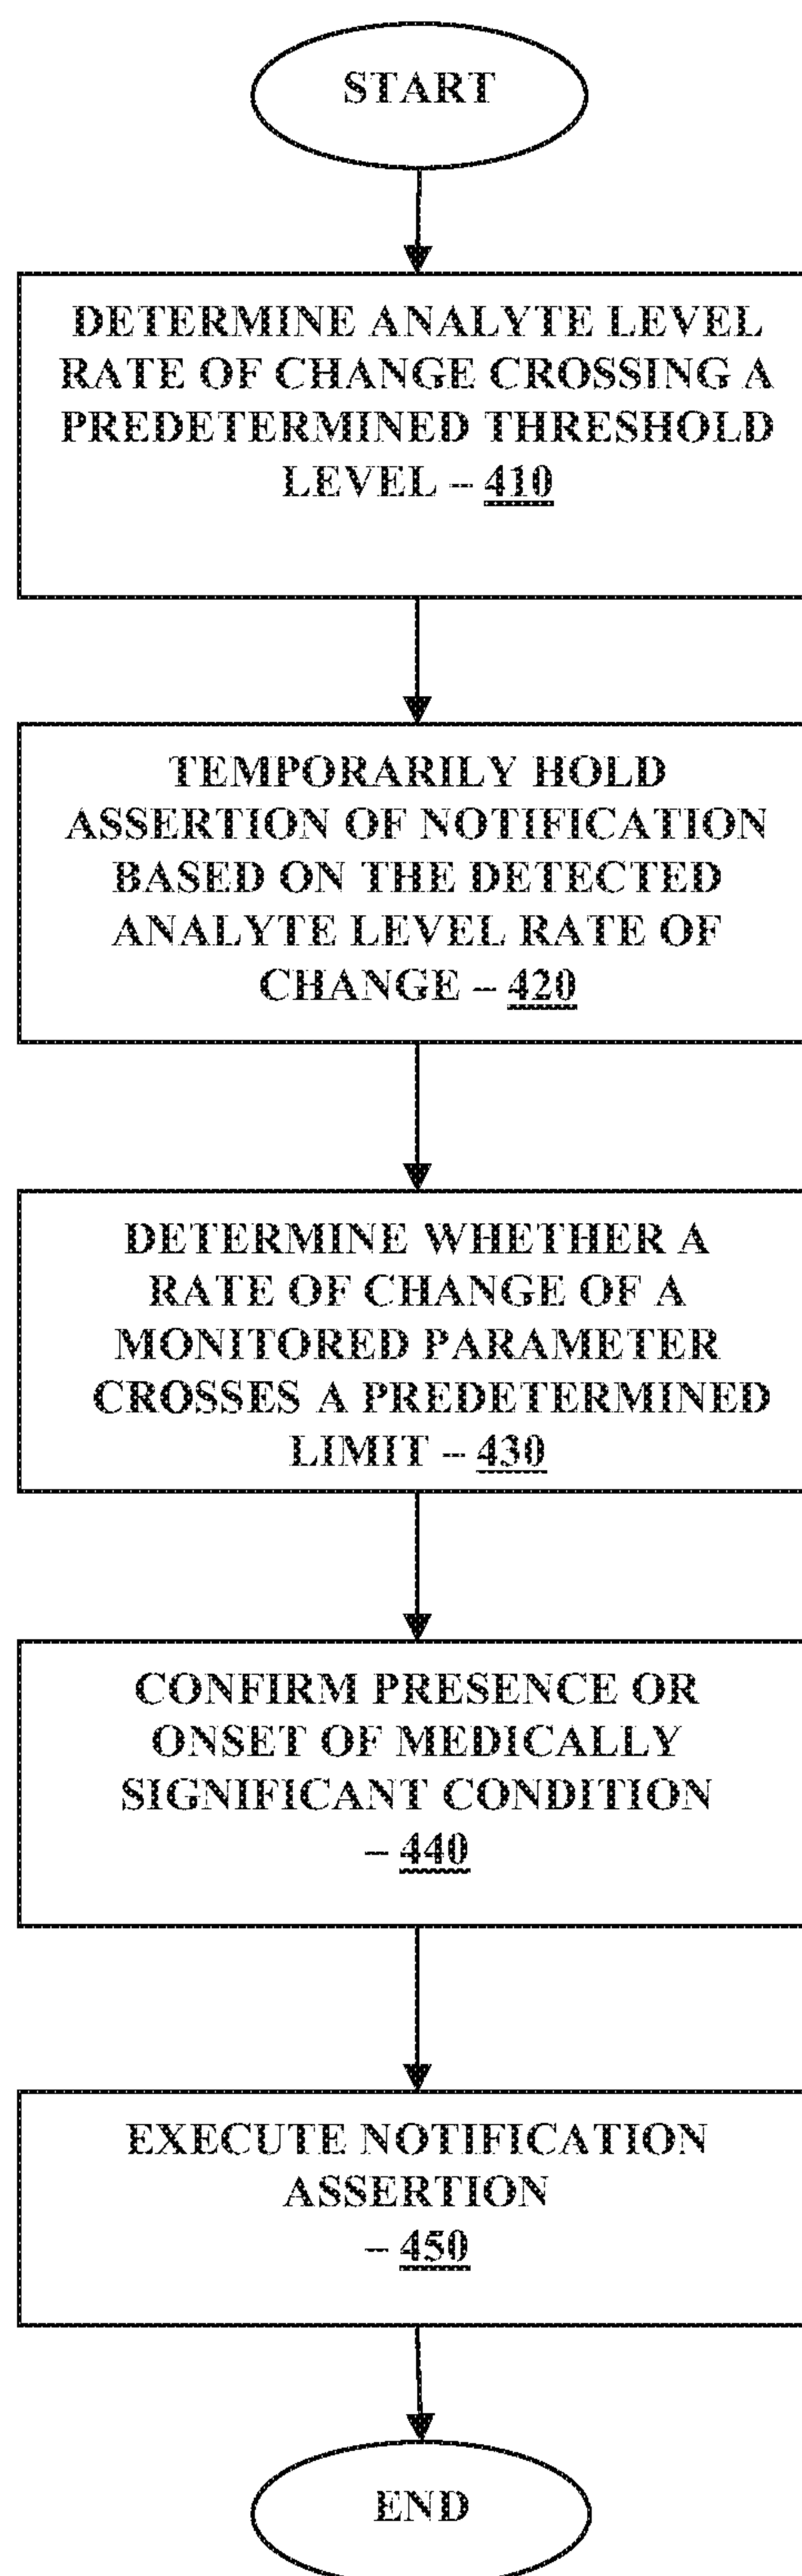 START
DETERMINE ANALYTE LEVEL
RATE OF CHANGE CROSSING A
PREDETERMINED THRESHOLD
LEVEL – 410
TEMPORARILY HOLD
ASSERTION OF NOTIFICATION
BASED ON THE DETECTED
ANALYTE LEVEL RATE OF
CHANGE – 420
DETERMINE WHETHER A
RATE OF CHANGE OF A
MONITORED PARAMETER
CROSSES A PREDETERMINED
LIMIT – 430
CONFIRM PRESENCE OR
ONSET OF MEDICALLY
SIGNIFICANT CONDITION
– 440
EXECUTE NOTIFICATION
ASSERTION
– 450
END